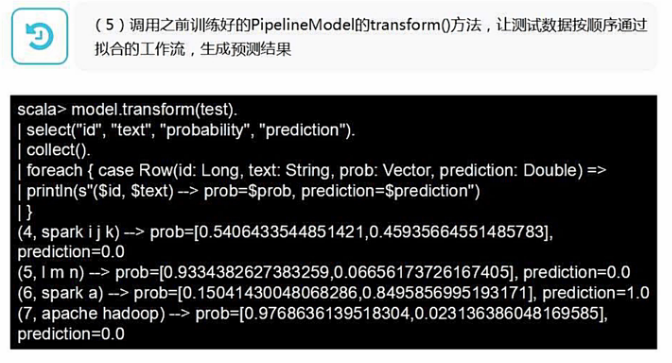 （5）调用之前训练好的PipelineModel的transform()方法，让测试数据按顺序通过
拟合的工作流，生成预测结果
scala> model.transform(test).
| select("id", "text", "probability", "prediction").
| collect().
| foreach { case Row(id: Long, text: String, prob: Vector, prediction: Double) =>
| println(s"($id, $text) --> prob=$prob, prediction=$prediction")
| }
(4, spark i j k) --> prob=[0.5406433544851421,0.45935664551485783],
prediction=0.0
(5, l m n) --> prob=[0.9334382627383259,0.06656173726167405], prediction=0.0
(6, spark a) --> prob=[0.15041430048068286,0.8495856995193171], prediction=1.0
(7, apache hadoop) --> prob=[0.9768636139518304,0.023136386048169585],
prediction=0.0